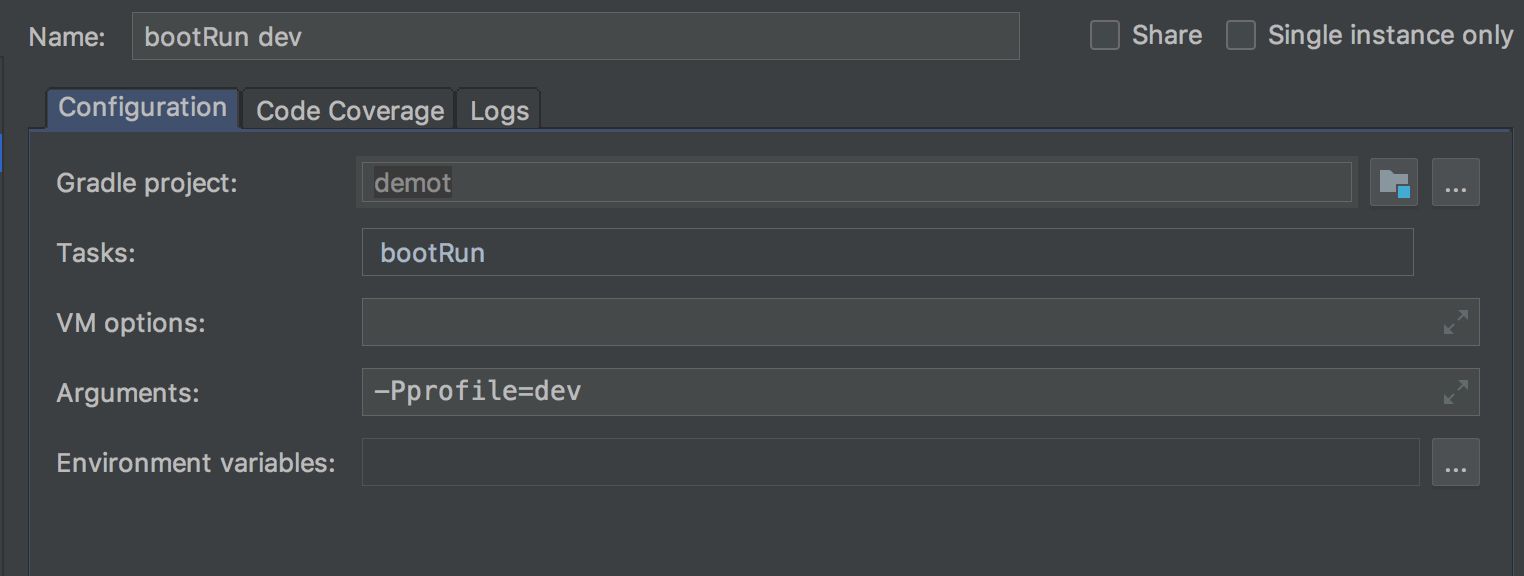 Name: bootRun dev Share Single instance only
Configuration Code Coverage Logs
Gradle project: demot ...
Tasks: bootRun
VM options:
Arguments: -Pprofile=dev
Environment variables: ...